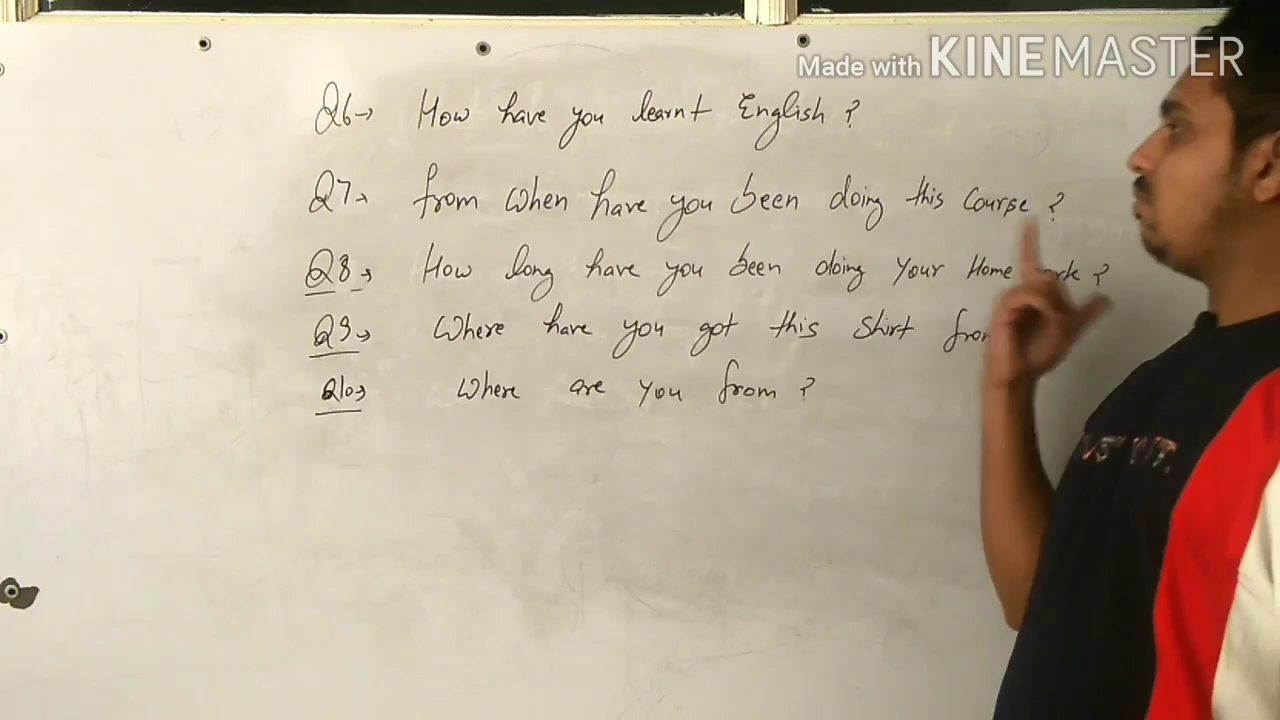 Made with KINEMASTER
Q6→ How have you learnt English ?
Q7→ from when have you been doing this Course ?
Q8→ How long have you been doing your Home ?
Q9→ Where have you got this shirt
Q10→ Where are you from ?